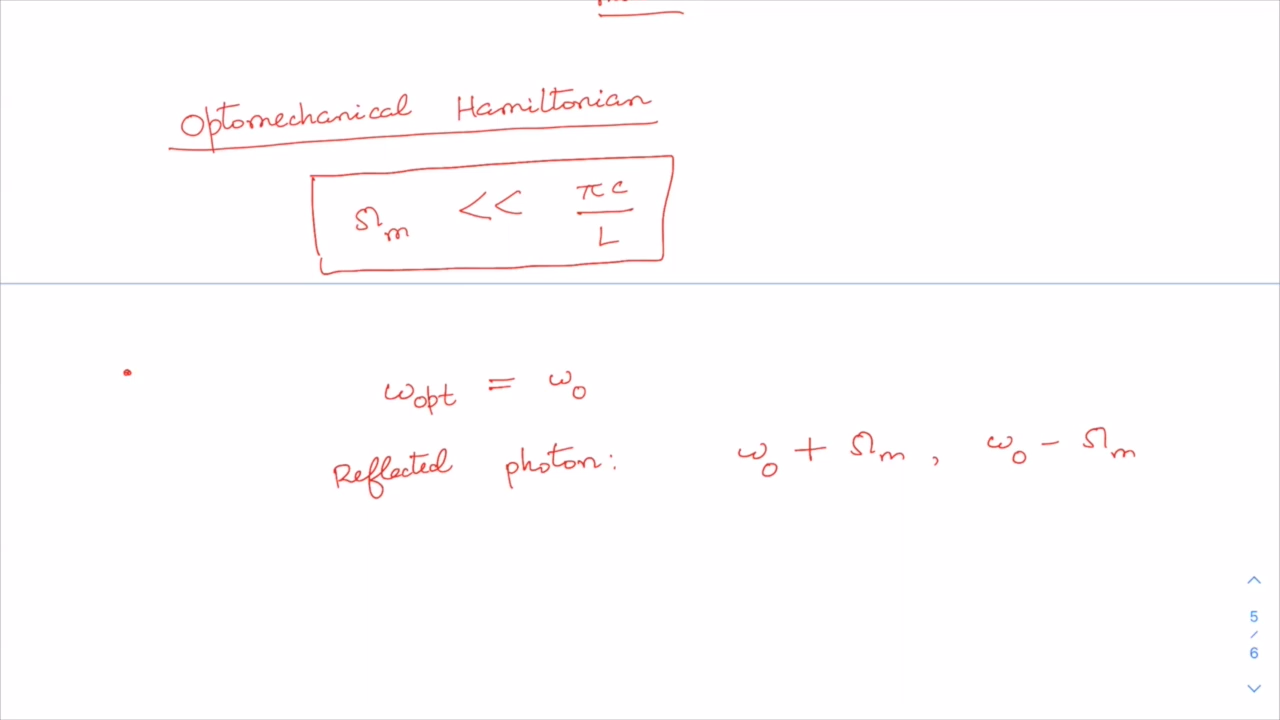 Optomechanical Hamiltonian
Ωm << πc / L
ωopt = ω0
Reflected photon: ω0 + Ωm, ω0 − Ωm
5
/
6